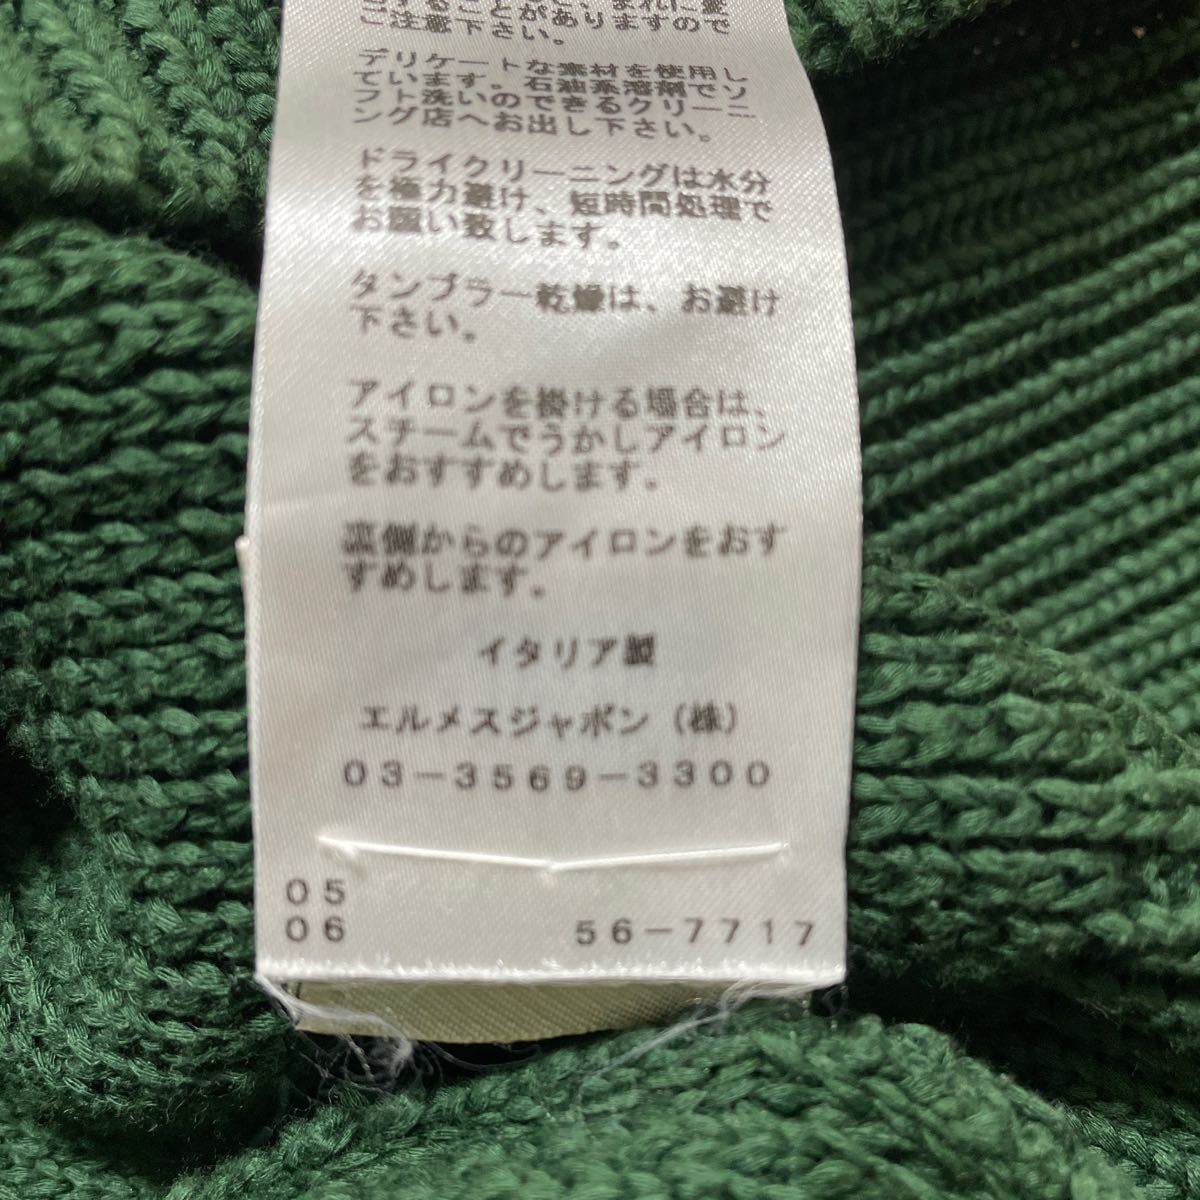 ご注意下さい。
デリケートな素材を使用し
ています。石油系溶剤でソ
フト洗いのできるクリーニ
ング店へお出し下さい。
ドライクリーニングは水分
を極力避け、短時間処理で
お願い致します。
タンブラー乾燥は、お避け
下さい。
アイロンを掛ける場合は、
スチームでうかしアイロン
をおすすめします。
裏側からのアイロンをおす
すめします。
イタリア製
エルメスジャポン(株)
03-3569-3300
05
06 56-7717